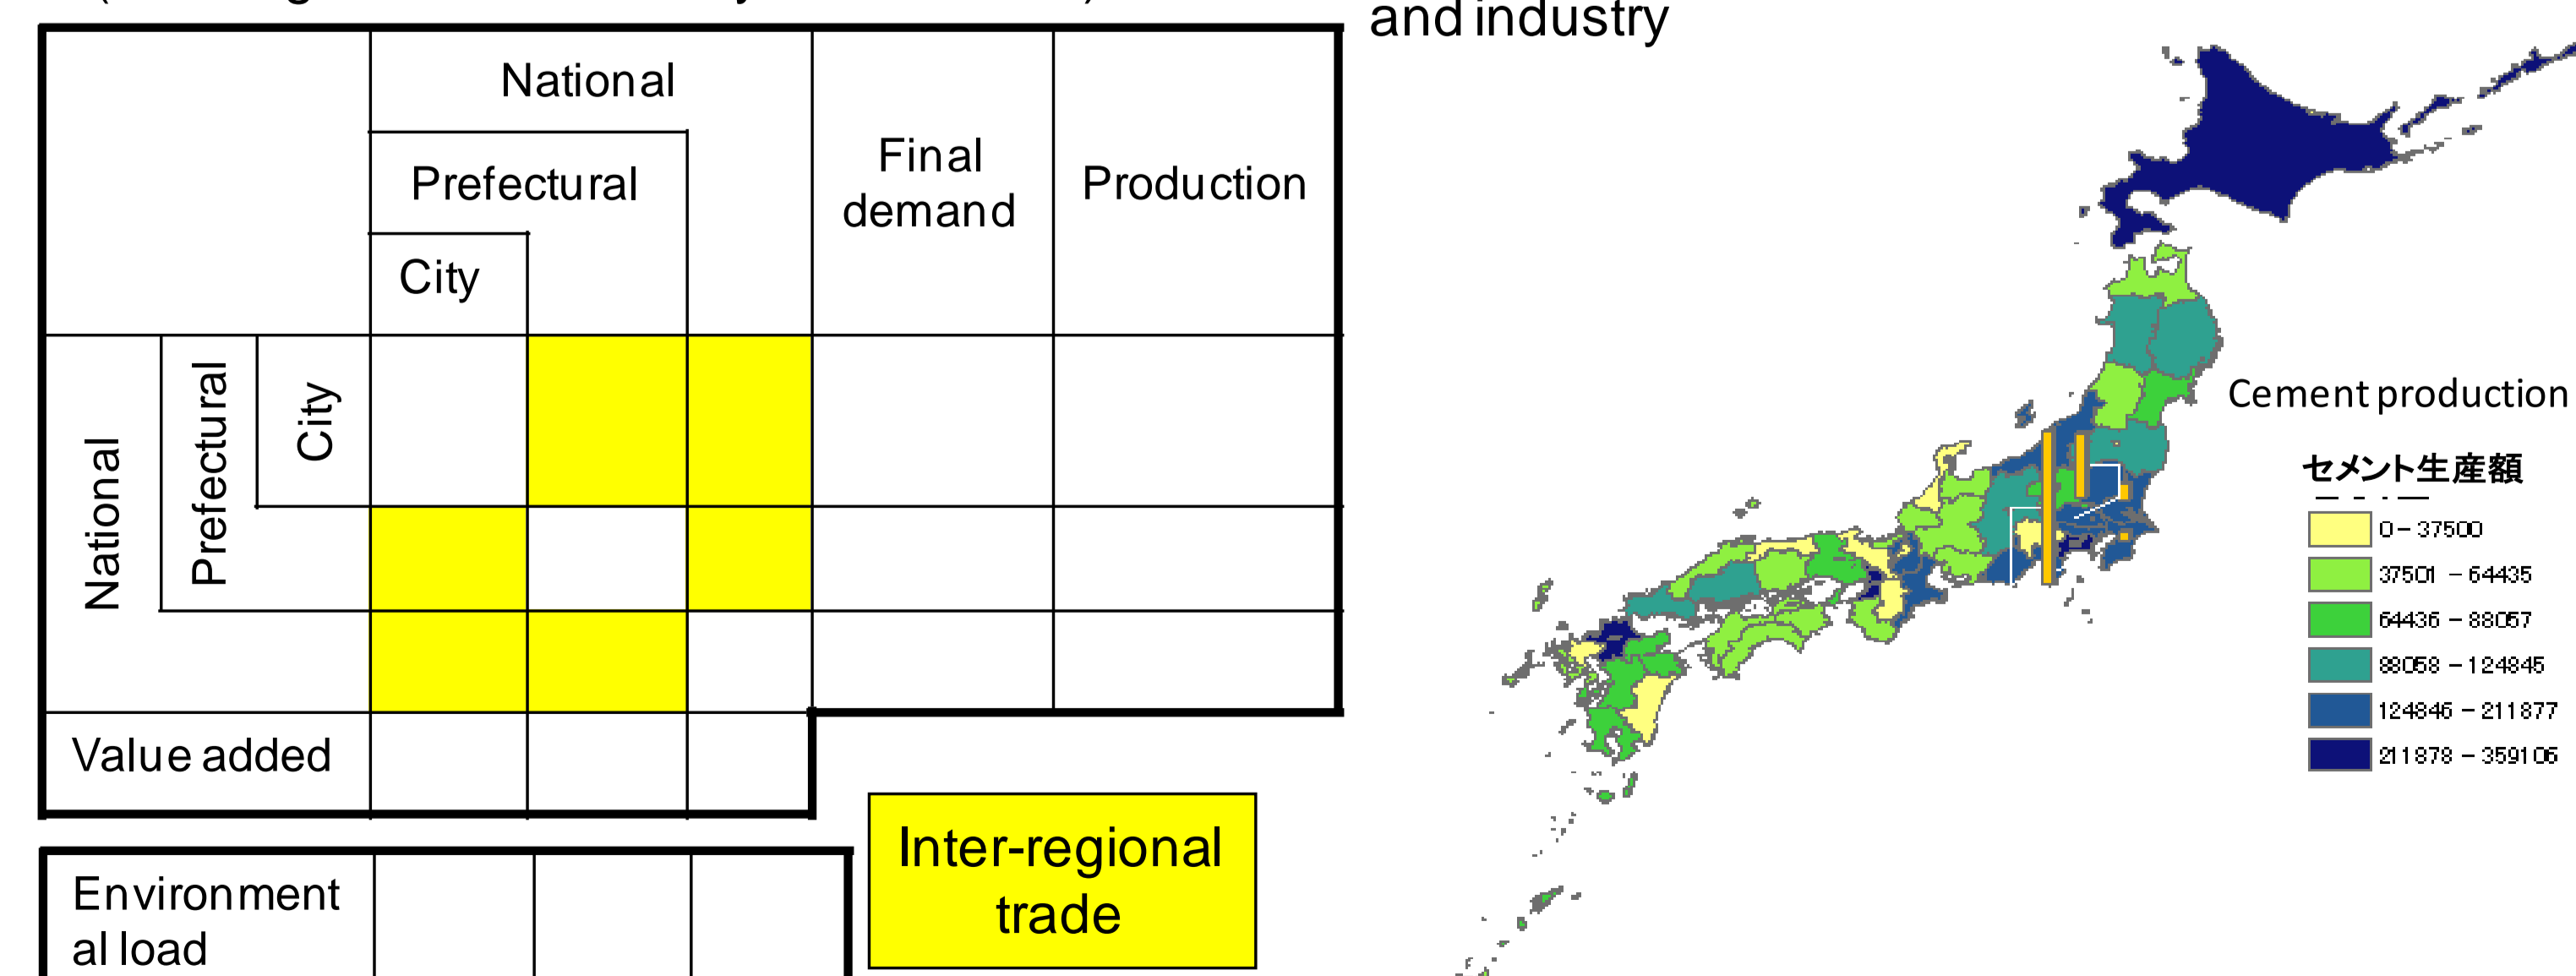 and industry
National
Prefectural
City
Final
demand
Production
National
Prefectural
City
Value added
Inter-regional
trade
Environment
al load
Cement production
セメント生産額
0 - 37500
37501 - 64435
64436 - 88057
88058 - 124845
124846 - 211877
211878 - 359106